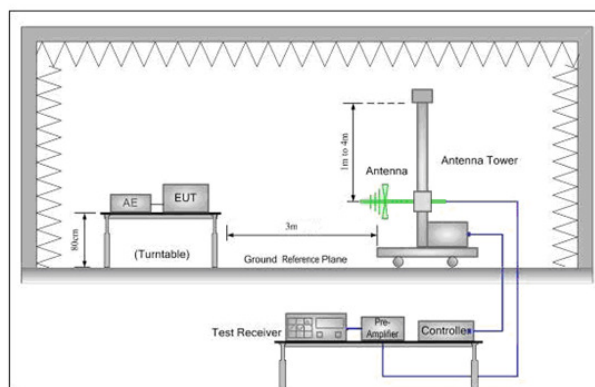 1m to 4m
Antenna
Antenna Tower
AE
EUT
80cm
(Turntable)
3m
Ground Reference Plane
Test Receiver
Pre-
Amplifier
Controller